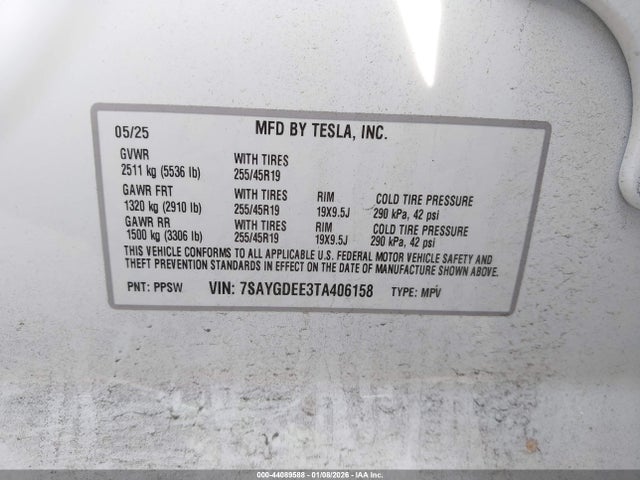 05/25 MFD BY TESLA, INC.
GVWR WITH TIRES
2511 kg (5536 lb) 255/45R19
GAWR FRT WITH TIRES RIM COLD TIRE PRESSURE
1320 kg (2910 lb) 255/45R19 19X9.5J 290 kPa, 42 psi
GAWR RR WITH TIRES RIM COLD TIRE PRESSURE
1500 kg (3306 lb) 255/45R19 19X9.5J 290 kPa, 42 psi
THIS VEHICLE CONFORMS TO ALL APPLICABLE U.S. FEDERAL MOTOR VEHICLE SAFETY AND
THEFT PREVENTION STANDARDS IN EFFECT ON THE DATE OF MANUFACTURE SHOWN ABOVE.
PNT: PPSW VIN: 7SAYGDEE3TA406158 TYPE: MPV
000-44089588 - 01/08/2026 - IAA Inc.